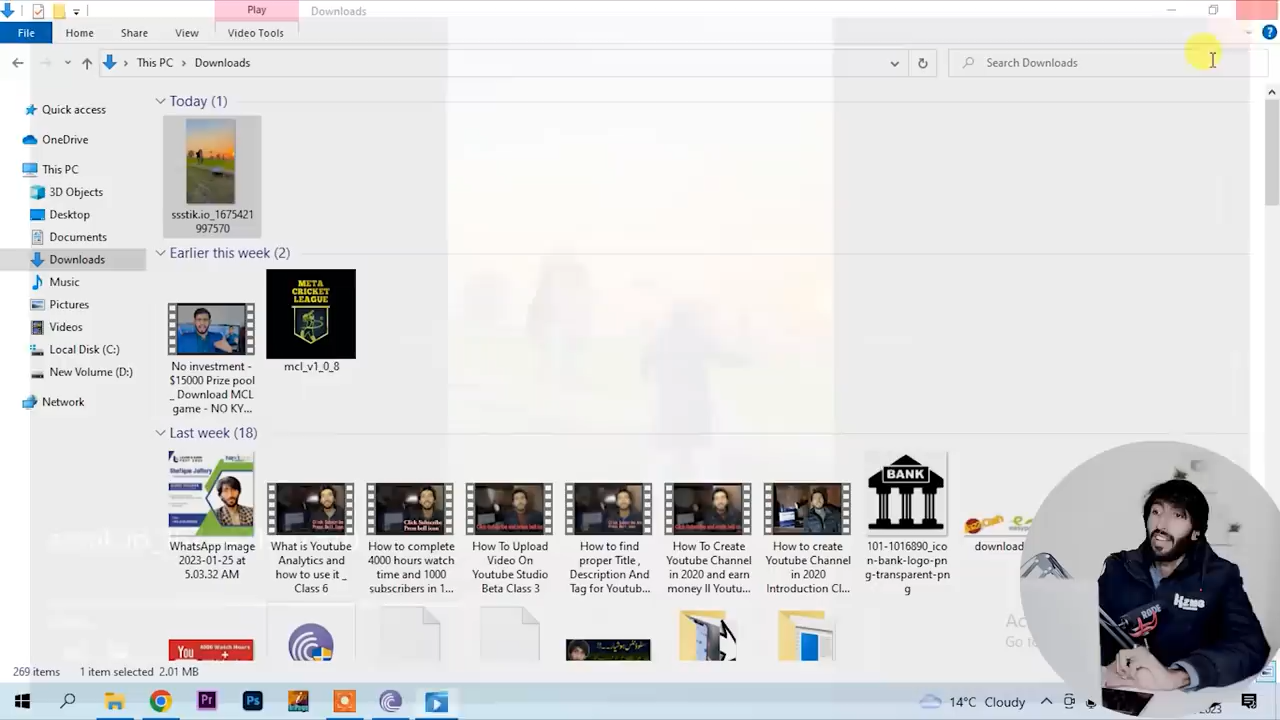 Play
Downloads
File
Home
Share
View
Video Tools
This PC
Downloads
Search Downloads
Quick access
OneDrive
This PC
3D Objects
Desktop
Documents
Downloads
Music
Pictures
Videos
Local Disk (C:)
New Volume (D:)
Network
Today (1)
ssstik.io_1675421
997570
Earlier this week (2)
META
CRICKET
LEAGUE
No investment -
$15000 Prize pool
_ Download MCL
game - NO KY...
mcl_v1_0_8
Last week (18)
BANK
WhatsApp Image
2023-01-25 at
5.03.32 AM
What is Youtube
Analytics and
how to use it _
Class 6
How to complete
4000 hours watch
time and 1000
subscribers in 1...
How To Upload
Video On
Youtube Studio
Beta Class 3
How to find
proper Title ,
Description And
Tag for Youtub...
How To Create
Youtube Channel
in 2020 and earn
money II Youtu...
How to create
Youtube Channel
in 2020
Introduction Cl...
101-1016890_ico
n-bank-logo-pn
g-transparent-pn
g
download
RODE
269 items
1 item selected
2.01 MB
14°C Cloudy
2023